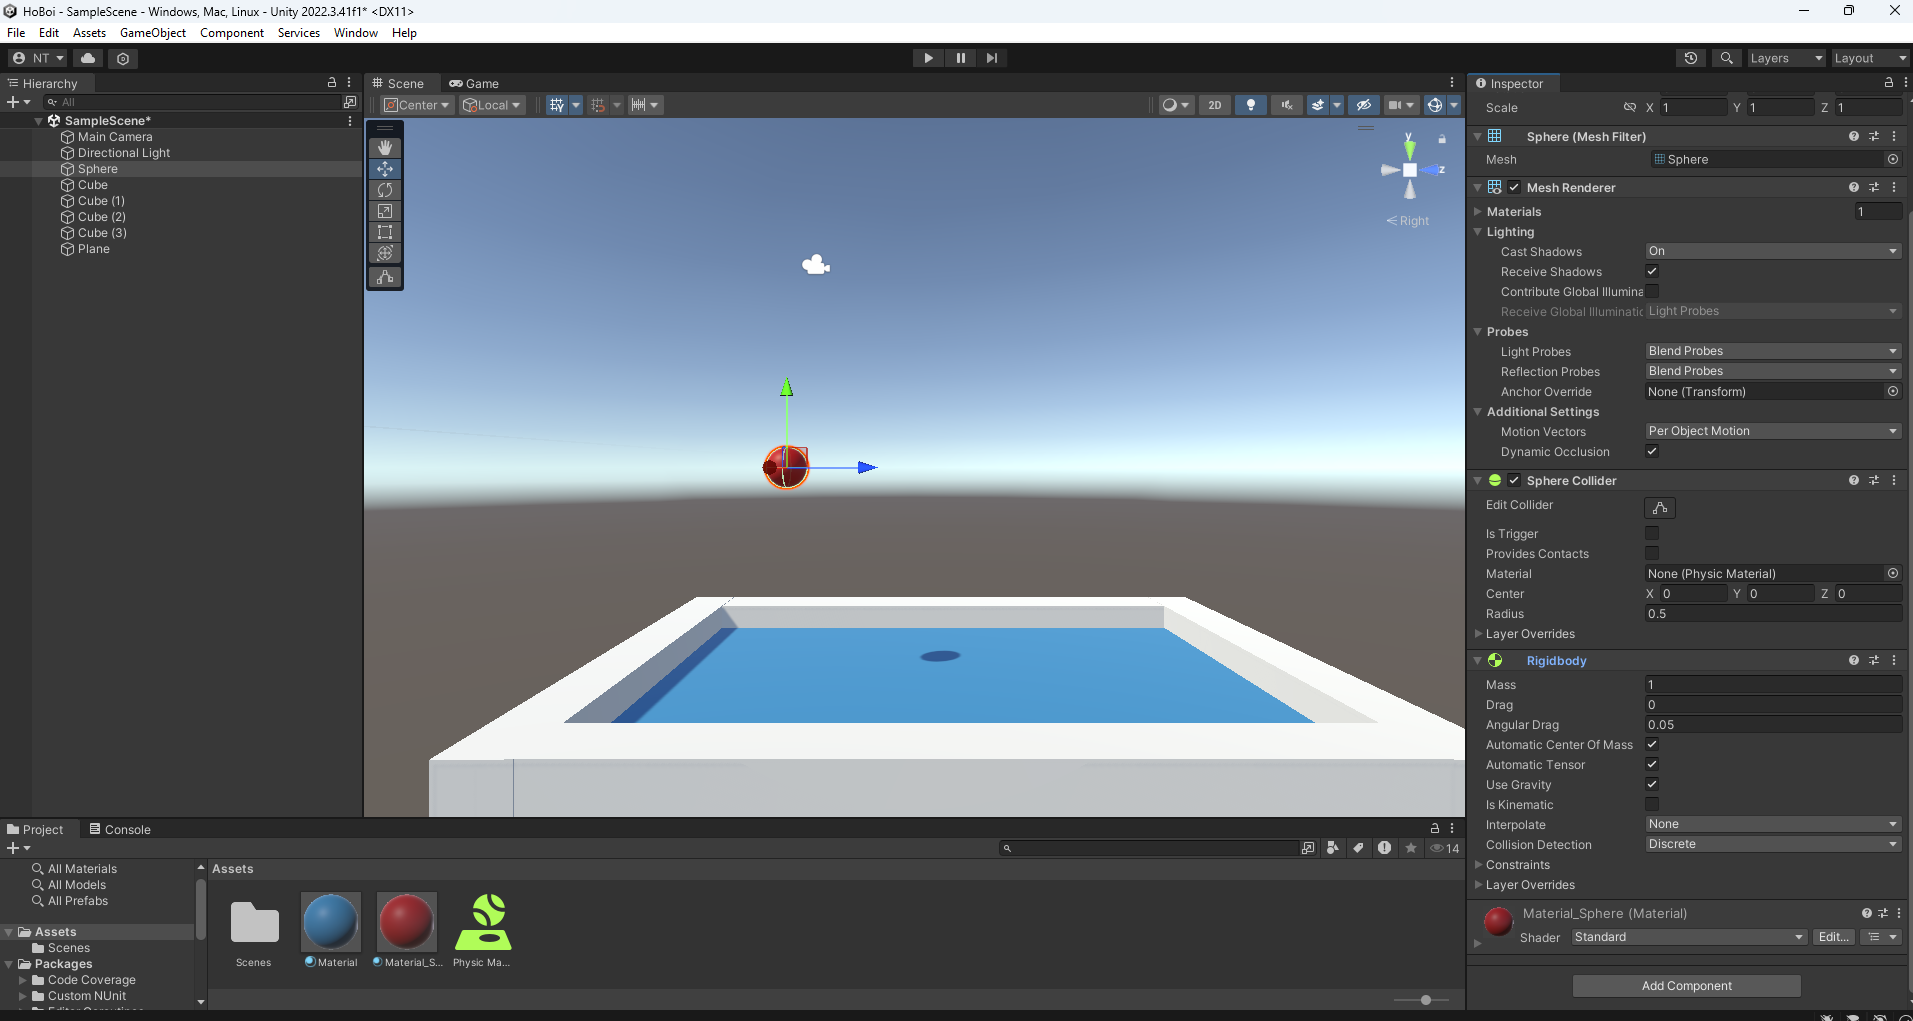 HoBoi - SampleScene - Windows, Mac, Linux - Unity 2022.3.41f1* <DX11>
File Edit Assets GameObject Component Services Window Help
NT Layers Layout
Hierarchy
All
SampleScene*
Main Camera
Directional Light
Sphere
Cube
Cube (1)
Cube (2)
Cube (3)
Plane
Scene Game
Center Local 2D
y
z
Right
Inspector
Scale X 1 Y 1 Z 1
Sphere (Mesh Filter)
Mesh Sphere
Mesh Renderer
Materials 1
Lighting
Cast Shadows On
Receive Shadows
Contribute Global Illumina
Receive Global Illuminatic Light Probes
Probes
Light Probes Blend Probes
Reflection Probes Blend Probes
Anchor Override None (Transform)
Additional Settings
Motion Vectors Per Object Motion
Dynamic Occlusion
Sphere Collider
Edit Collider
Is Trigger
Provides Contacts
Material None (Physic Material)
Center X 0 Y 0 Z 0
Radius 0.5
Layer Overrides
Rigidbody
Mass 1
Drag 0
Angular Drag 0.05
Automatic Center Of Mass
Automatic Tensor
Use Gravity
Is Kinematic
Interpolate None
Collision Detection Discrete
Constraints
Layer Overrides
Material_Sphere (Material)
Shader Standard Edit...
Add Component
Project Console
14
All Materials
All Models
All Prefabs
Assets
Scenes
Packages
Code Coverage
Custom NUnit
Assets
Scenes Material Material_S... Physic Ma...